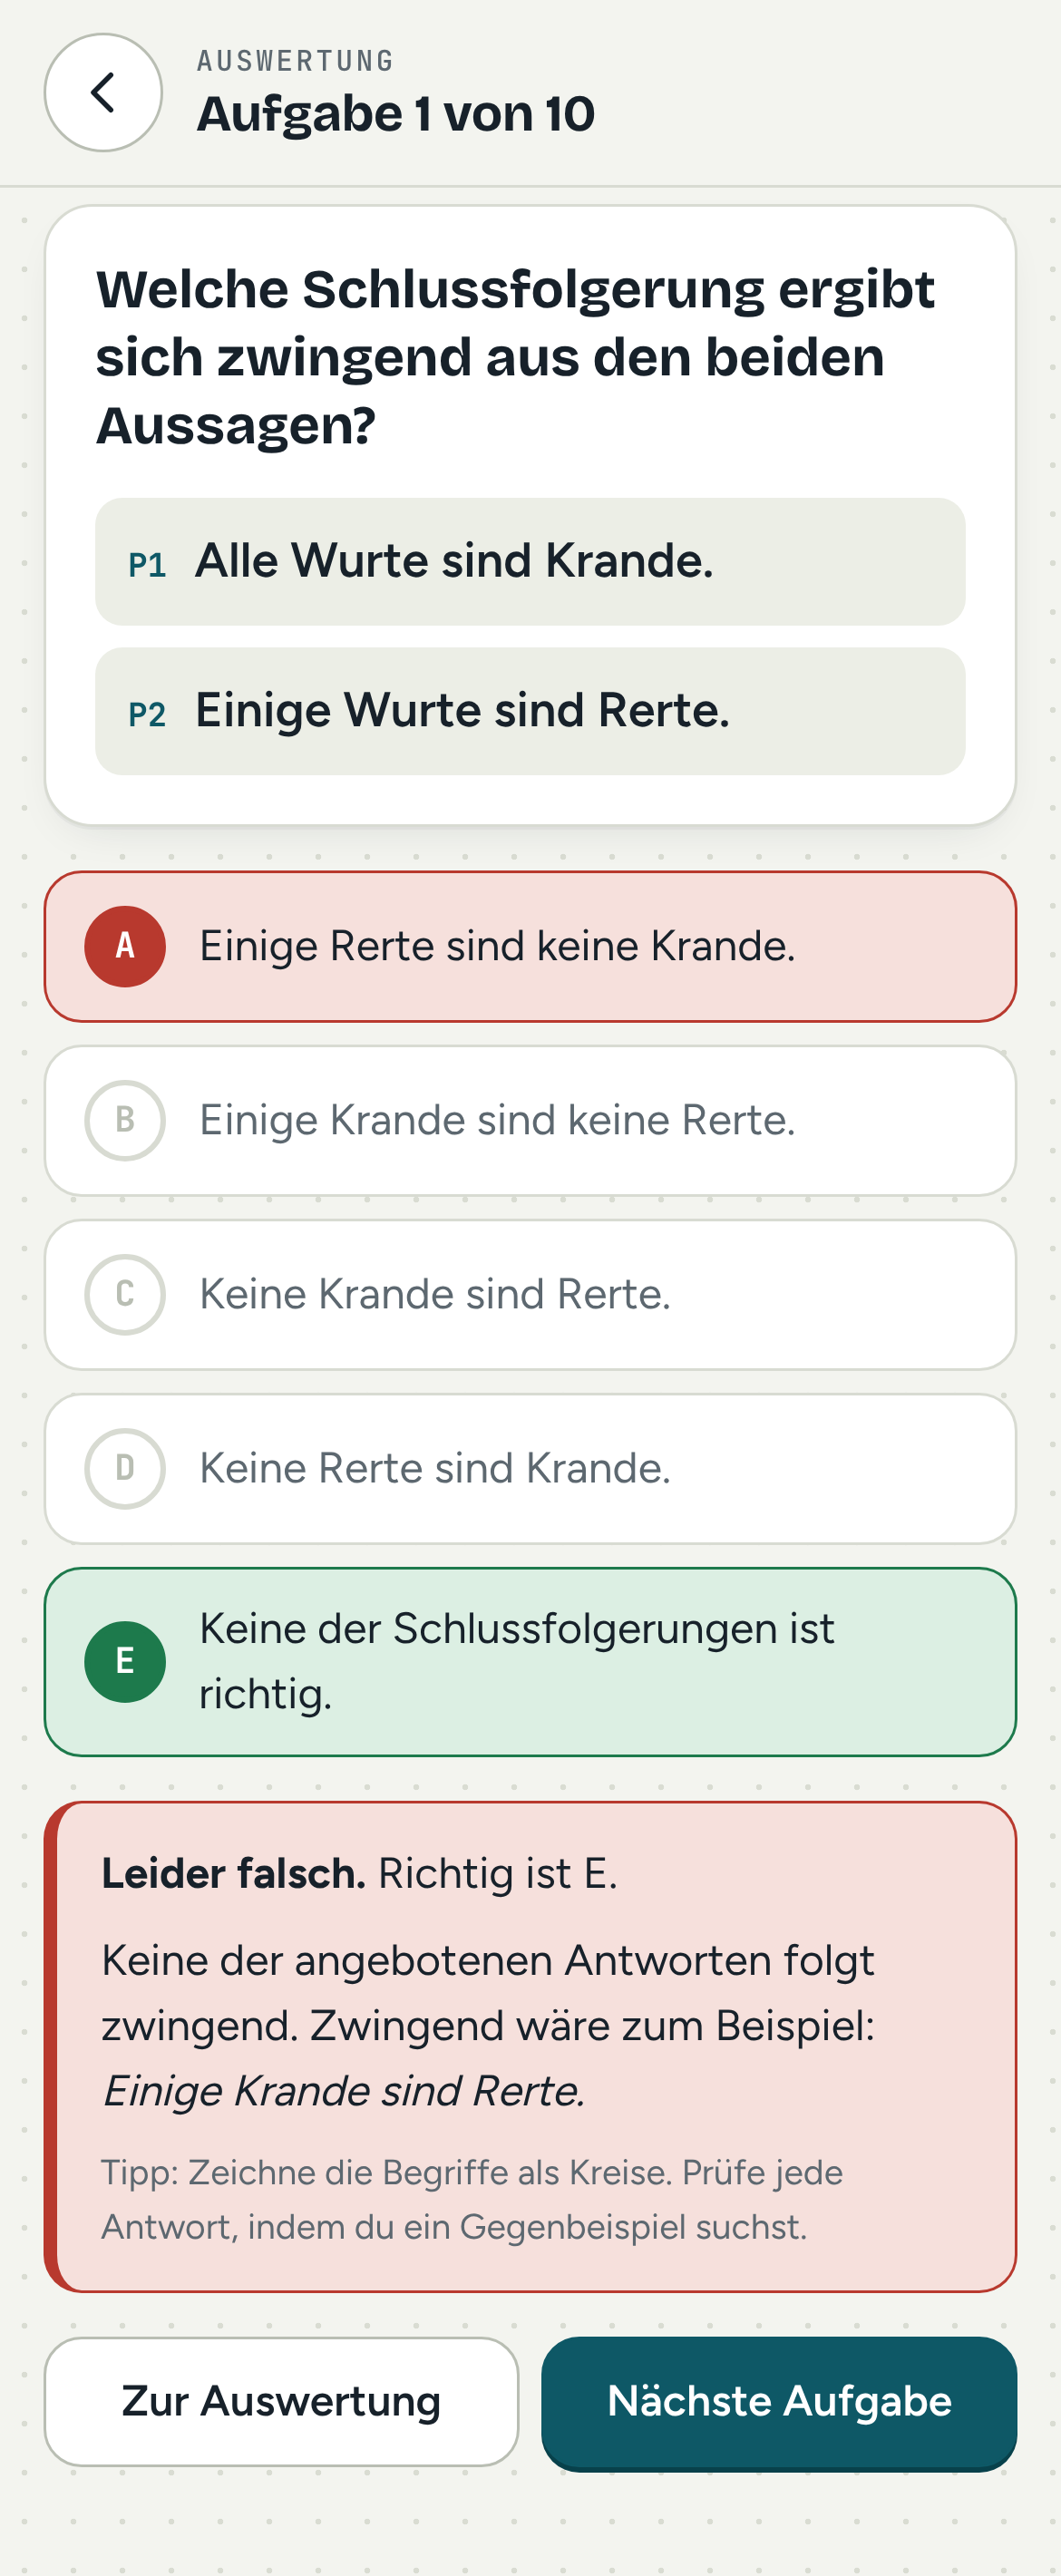 AUSWERTUNG
Aufgabe 1 von 10
Welche Schlussfolgerung ergibt
sich zwingend aus den beiden
Aussagen?
P1 Alle Wurte sind Krande.
P2 Einige Wurte sind Rerte.
A Einige Rerte sind keine Krande.
B Einige Krande sind keine Rerte.
C Keine Krande sind Rerte.
D Keine Rerte sind Krande.
E Keine der Schlussfolgerungen ist
richtig.
Leider falsch. Richtig ist E.
Keine der angebotenen Antworten folgt
zwingend. Zwingend wäre zum Beispiel:
Einige Krande sind Rerte.
Tipp: Zeichne die Begriffe als Kreise. Prüfe jede
Antwort, indem du ein Gegenbeispiel suchst.
Zur Auswertung
Nächste Aufgabe